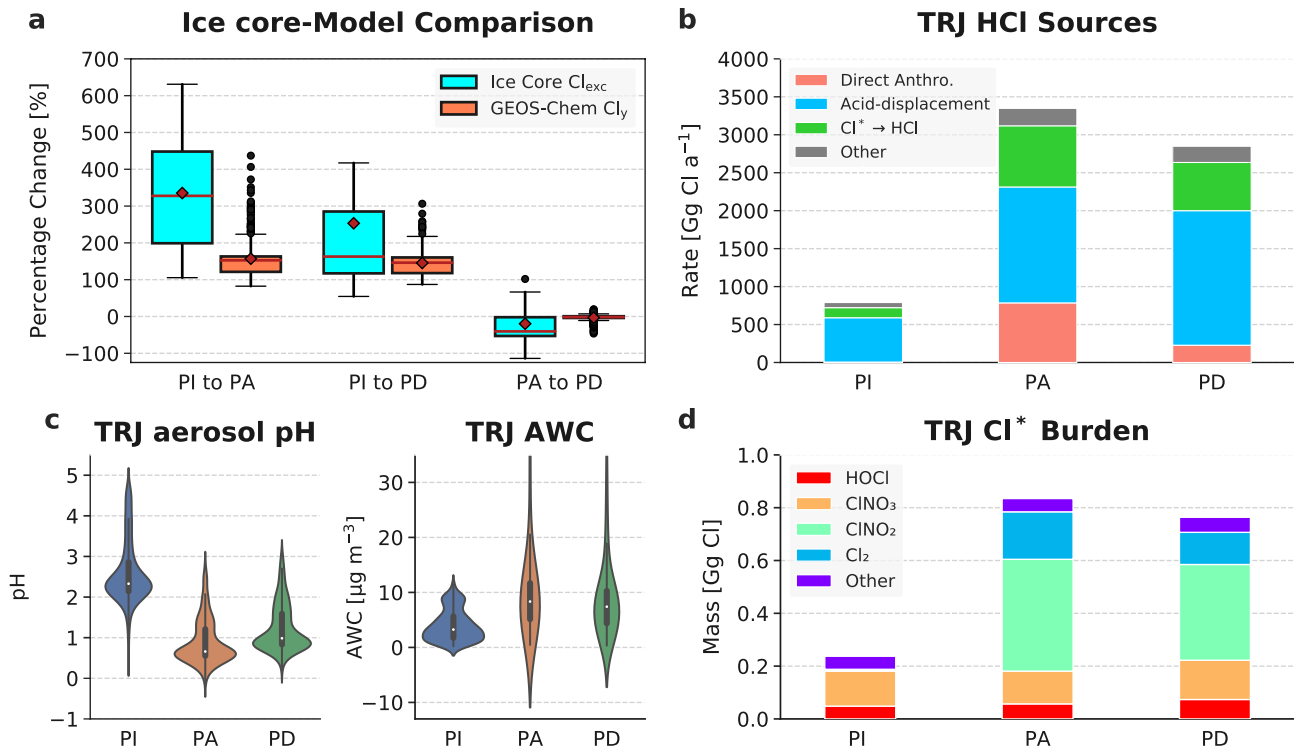 a
Ice core-Model Comparison
Percentage Change [%]
700
600
500
400
300
200
100
0
−100
Ice Core Cl_exc
GEOS-Chem Cl_y
PI to PA
PI to PD
PA to PD
b
TRJ HCl Sources
Rate [Gg Cl a⁻¹]
4000
3500
3000
2500
2000
1500
1000
500
0
Direct Anthro.
Acid-displacement
Cl* → HCl
Other
PI
PA
PD
c
TRJ aerosol pH
pH
5
4
3
2
1
0
−1
PI
PA
PD
TRJ AWC
AWC [μg m⁻³]
30
20
10
0
−10
PI
PA
PD
d
TRJ Cl* Burden
Mass [Gg Cl]
1.0
0.8
0.6
0.4
0.2
0.0
HOCl
ClNO₃
ClNO₂
Cl₂
Other
PI
PA
PD